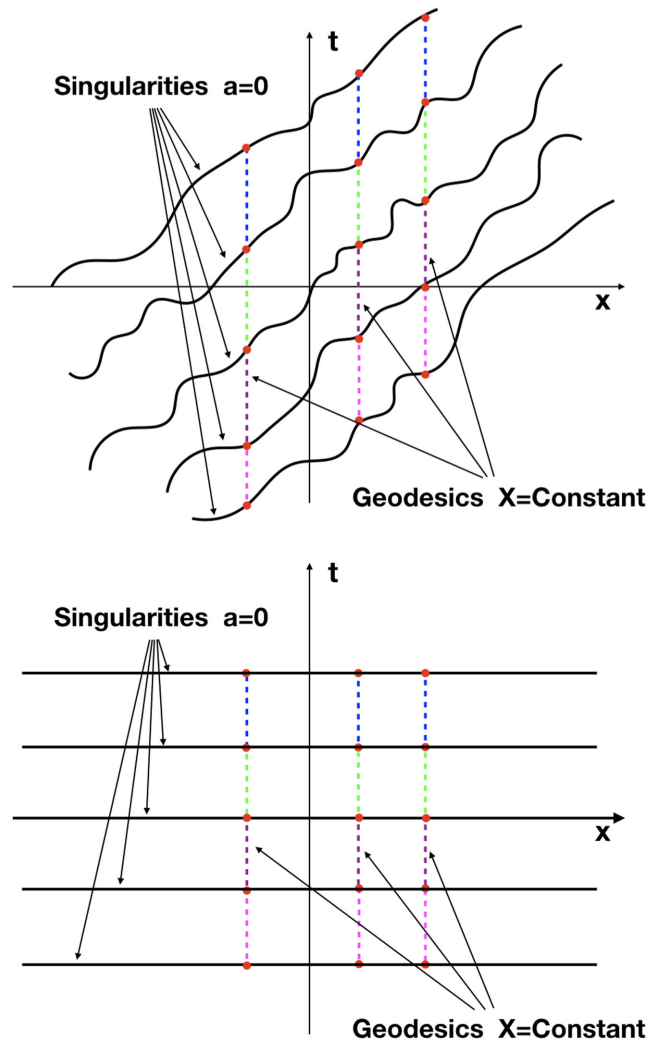 t
Singularities a=0
x
Geodesics X=Constant
t
Singularities a=0
x
Geodesics X=Constant